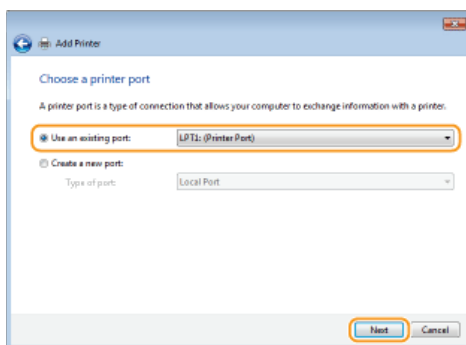 Add Printer
Choose a printer port
A printer port is a type of connection that allows your computer to exchange information with a printer.
Use an existing port: LPT1: (Printer Port)
Create a new port:
Type of port: Local Port
Next Cancel